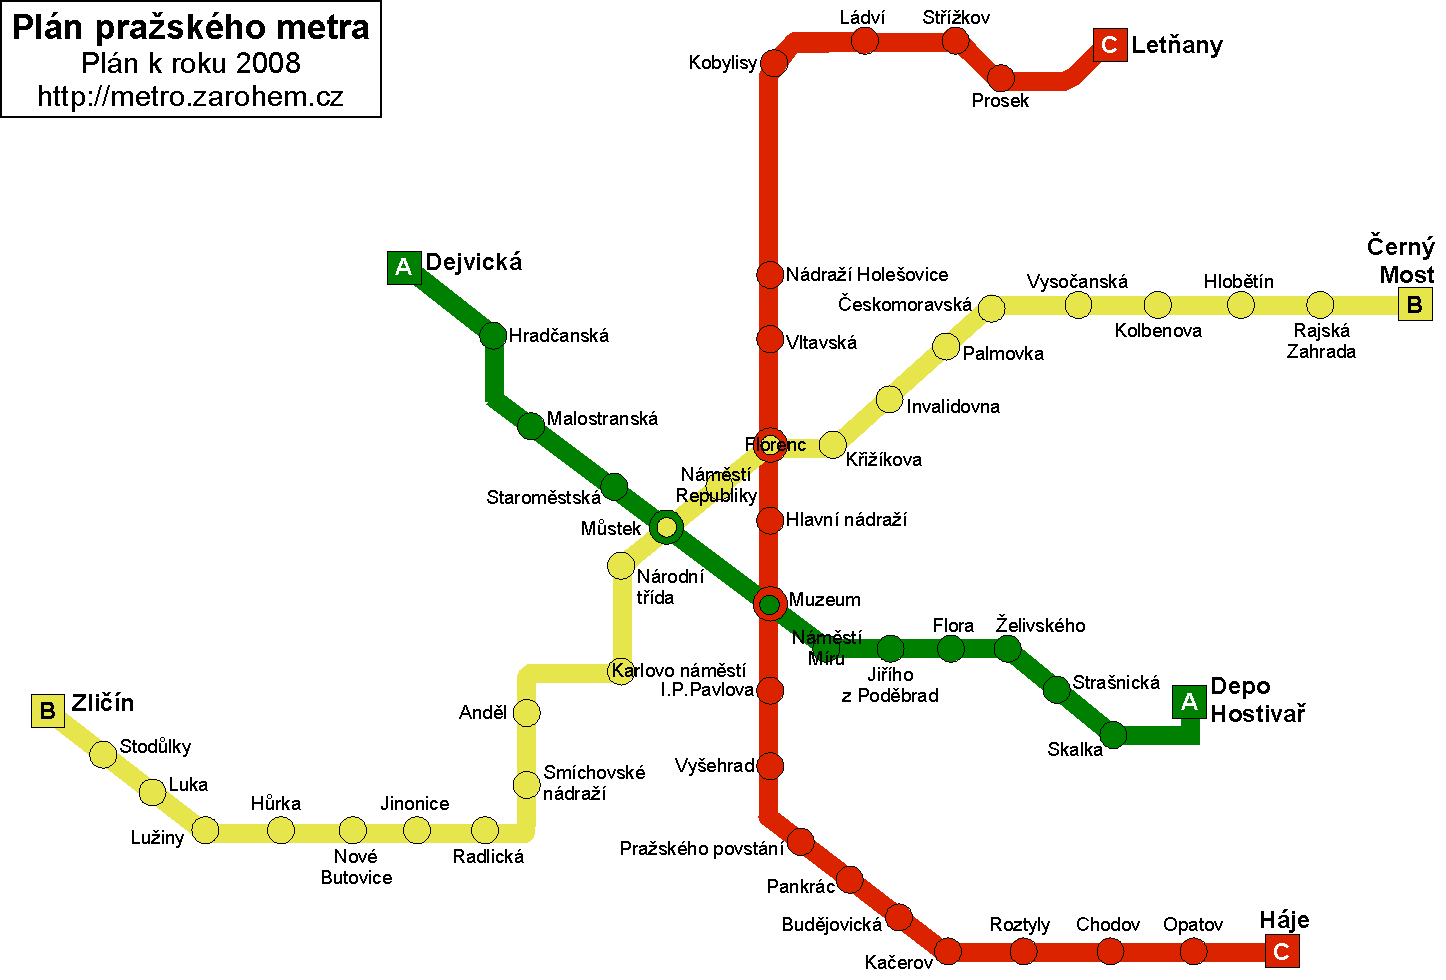 Plán pražského metra
Plán k roku 2008
http://metro.zarohem.cz
Ládví
Střížkov
C
Letňany
Kobylisy
Prosek
Černý
Most
A
Dejvická
Nádraží Holešovice
Vysočanská
Hlobětín
Českomoravská
B
Kolbenova
Rajská
Zahrada
Hradčanská
Vltavská
Palmovka
Invalidovna
Malostranská
Florenc
Křižíkova
Náměstí
Republiky
Staroměstská
Můstek
Hlavní nádraží
Národní
třída
Muzeum
Náměstí
Míru
Flora
Želivského
Jiřího
z Poděbrad
Karlovo náměstí
I.P.Pavlova
Strašnická
A
Depo
Hostivař
Skalka
B
Zličín
Anděl
Stodůlky
Luka
Smíchovské
nádraží
Vyšehrad
Hůrka
Jinonice
Lužiny
Nové
Butovice
Radlická
Pražského povstání
Pankrác
Budějovická
Roztyly
Chodov
Opatov
Háje
Kačerov
C